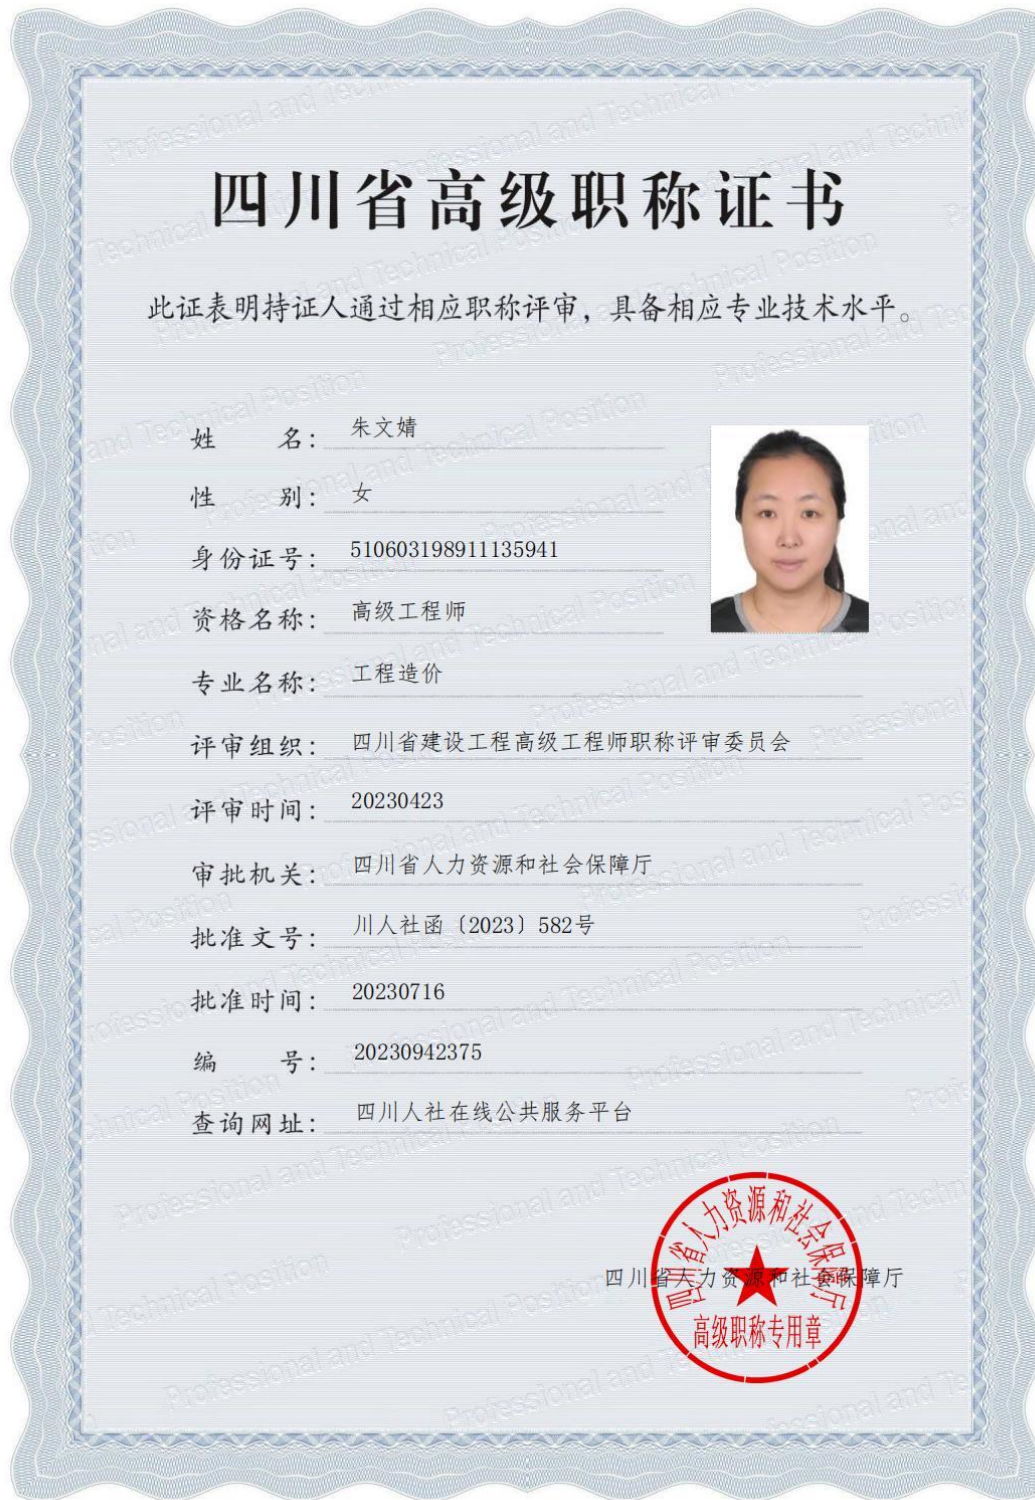 四川省高级职称证书
此证表明持证人通过相应职称评审，具备相应专业技术水平。
姓 名：朱文婧
性 别：女
身份证号：510603198911135941
资格名称：高级工程师
专业名称：工程造价
评审组织：四川省建设工程高级工程师职称评审委员会
评审时间：20230423
审批机关：四川省人力资源和社会保障厅
批准文号：川人社函〔2023〕582号
批准时间：20230716
编 号：20230942375
查询网址：四川人社在线公共服务平台
四川省人力资源和社会保障厅
四川省人力资源和社会保障厅
高级职称专用章
Professional and Technical Position